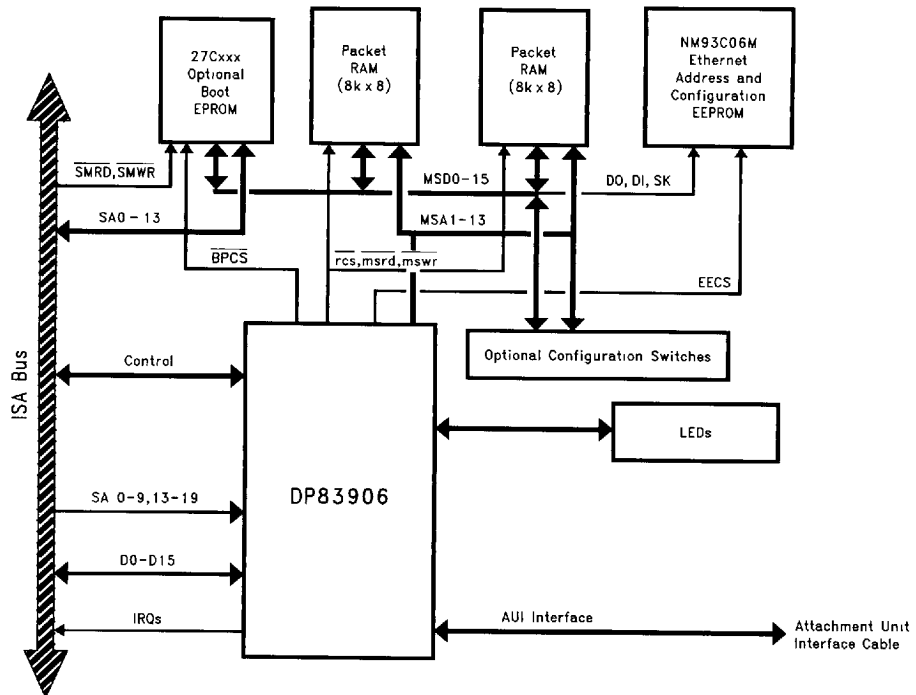 27Cxxx
Optional
Boot
EPROM
Packet
RAM
(8k x 8)
Packet
RAM
(8k x 8)
NM93C06M
Ethernet
Address and
Configuration
EEPROM
SMRD, SMWR
MSD0-15
DO, DI, SK
SA0-13
MSA1-13
BPCS
rcs, msrd, mswr
EECS
Optional Configuration Switches
ISA Bus
Control
LEDs
SA 0-9,13-19
DP83906
D0-D15
IRQs
AUI Interface
Attachment Unit
Interface Cable